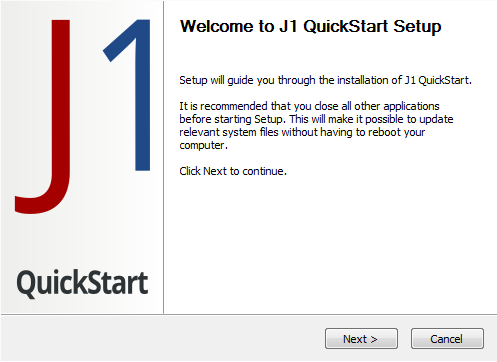 J1
QuickStart
Welcome to J1 QuickStart Setup
Setup will guide you through the installation of J1 QuickStart.
It is recommended that you close all other applications
before starting Setup. This will make it possible to update
relevant system files without having to reboot your
computer.
Click Next to continue.
Next >
Cancel